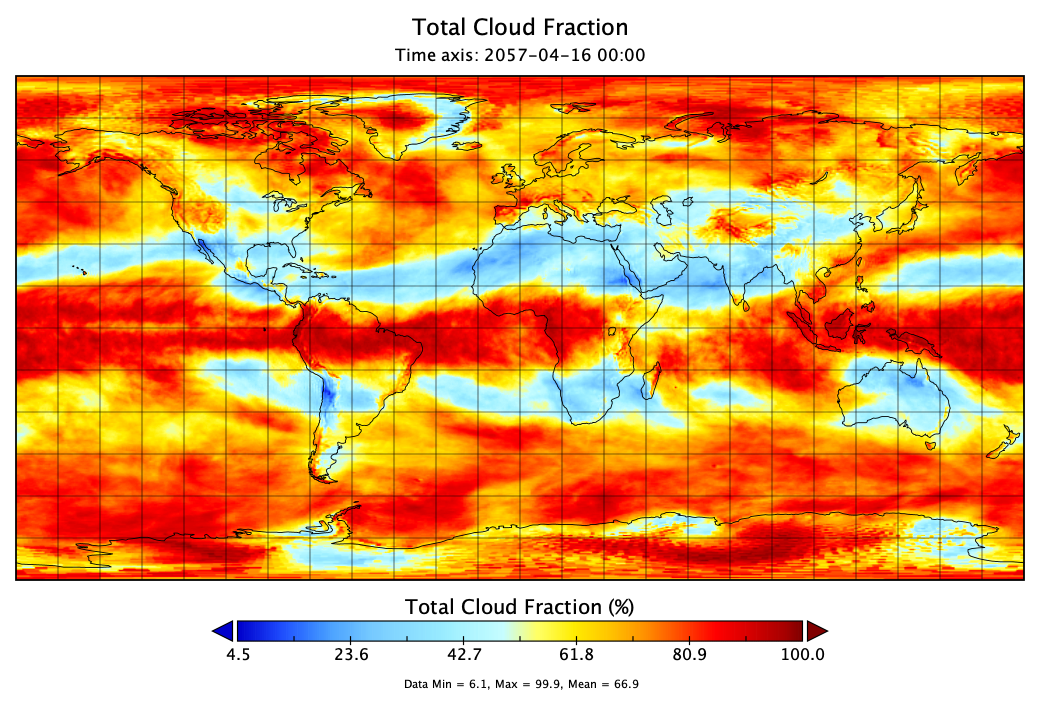 Total Cloud Fraction
Time axis: 2057-04-16 00:00
Total Cloud Fraction (%)
4.5 23.6 42.7 61.8 80.9 100.0
Data Min = 6.1, Max = 99.9, Mean = 66.9